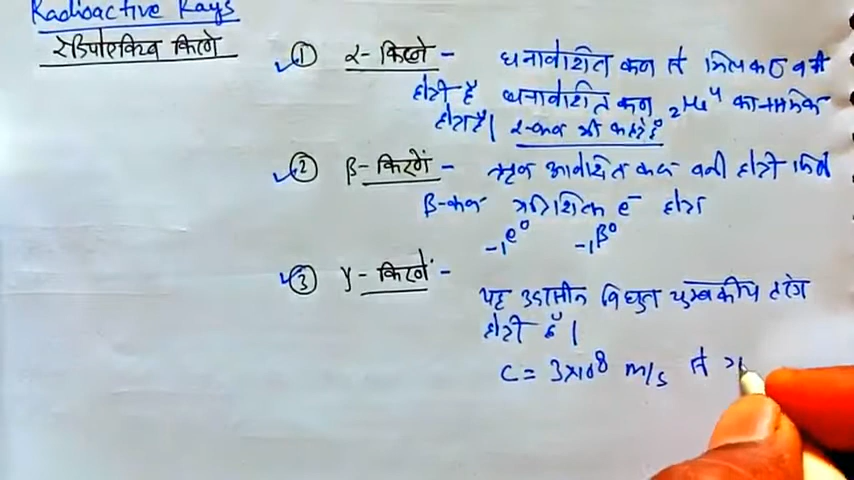 Radioactive Rays
रेडियोएक्टिव किरणे
① α- किरणे - धनावेशित कण से मिलकर बनी
होती है धनावेशित कण ₂He⁴ का नाभिक
होता है। α-कण भी कहते हैं
② β- किरणें - ऋण आवेशित कण बनी होती जिसे
β-कण e⁻ होता
₋₁e⁰ ₋₁β⁰
③ γ- किरणें -
यह उदासीन विधुत चुम्बकीय तरंग
होती है।
C = 3×10⁸ m/s से